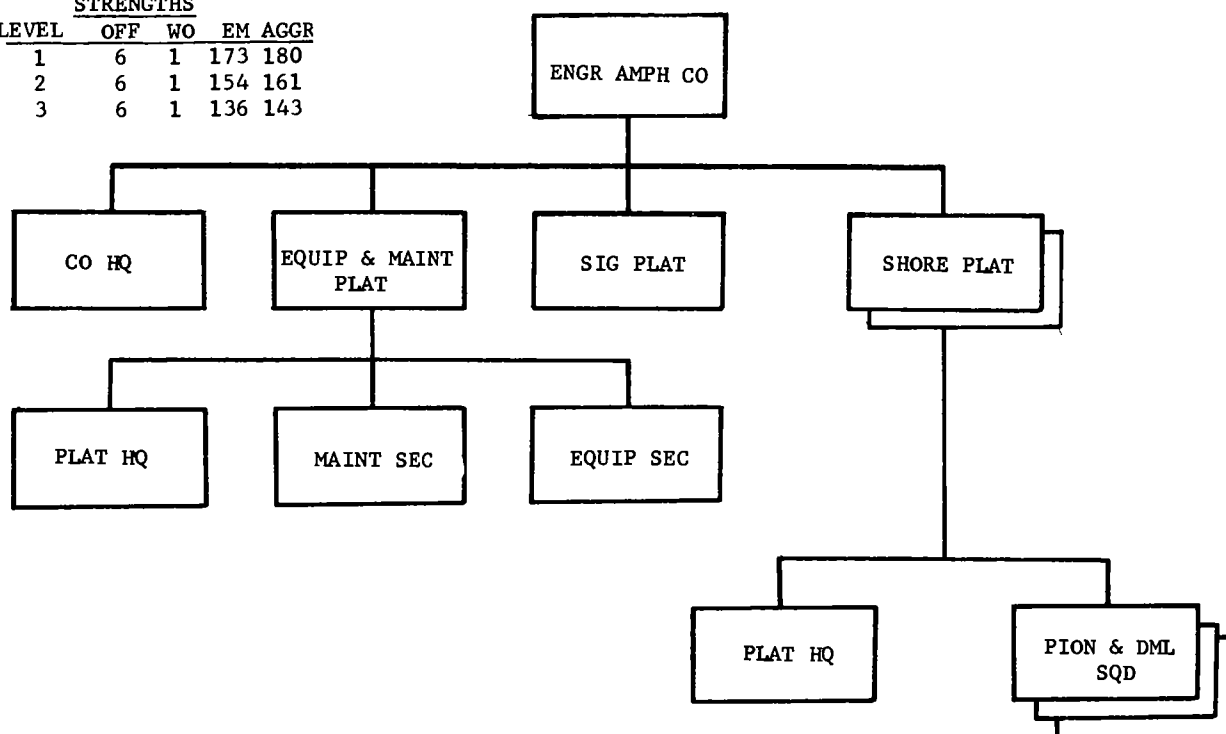 STRENGTHS
LEVEL OFF WO EM AGGR
1 6 1 173 180
2 6 1 154 161
3 6 1 136 143
ENGR AMPH CO
CO HQ
EQUIP & MAINT
PLAT
SIG PLAT
SHORE PLAT
PLAT HQ
MAINT SEC
EQUIP SEC
PLAT HQ
PION & DML
SQD